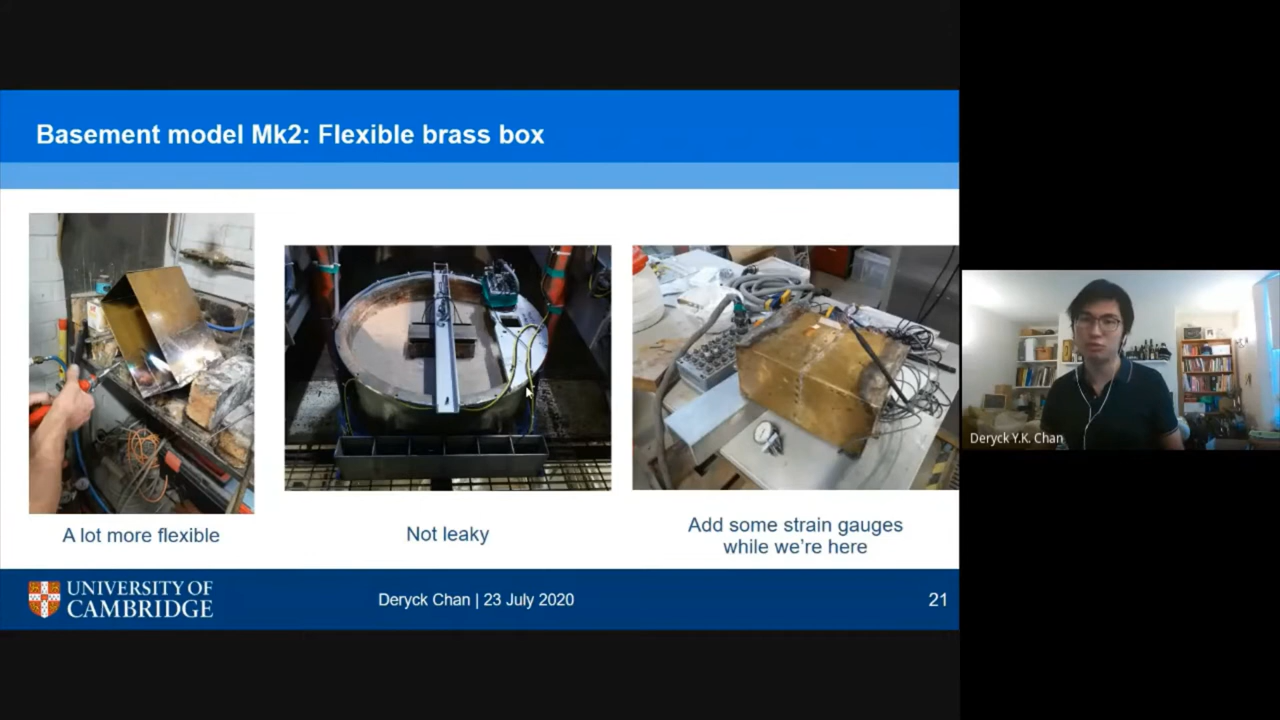 Basement model Mk2: Flexible brass box
A lot more flexible
Not leaky
Add some strain gauges
while we're here
UNIVERSITY OF
CAMBRIDGE
Deryck Chan | 23 July 2020
21
Deryck Y.K. Chan